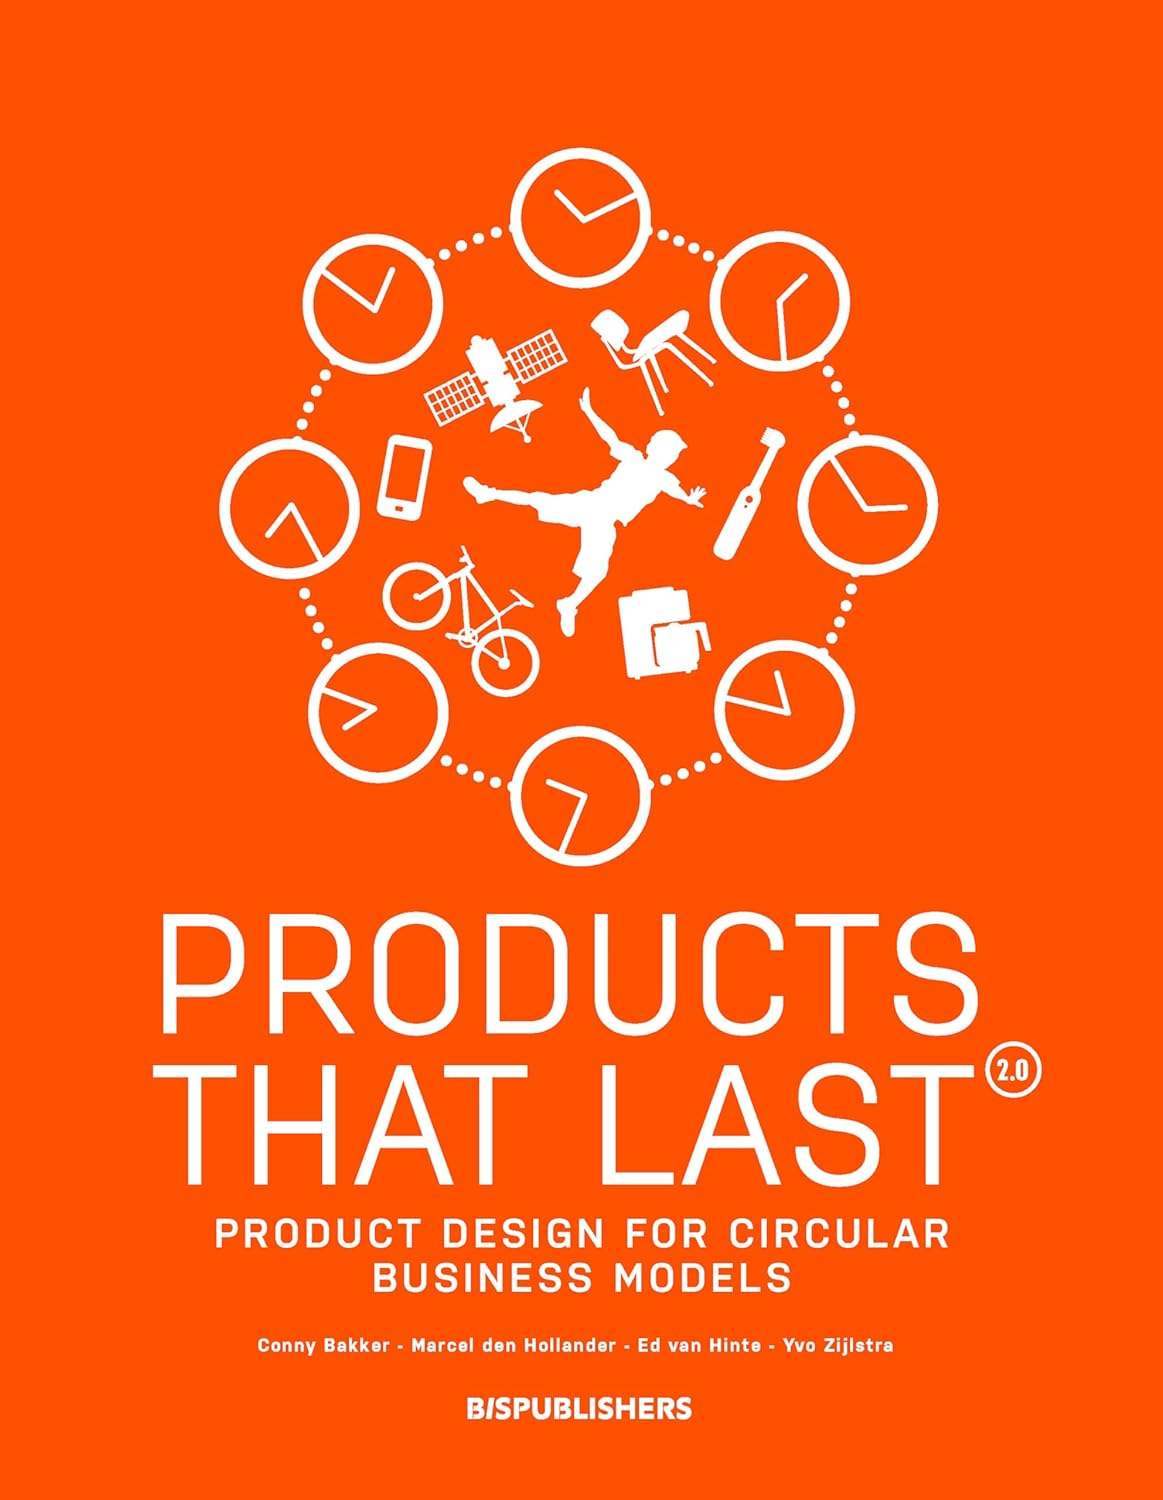 PRODUCTS
THAT LAST 2.0
PRODUCT DESIGN FOR CIRCULAR
BUSINESS MODELS
Conny Bakker - Marcel den Hollander - Ed van Hinte - Yvo Zijlstra
BISPUBLISHERS